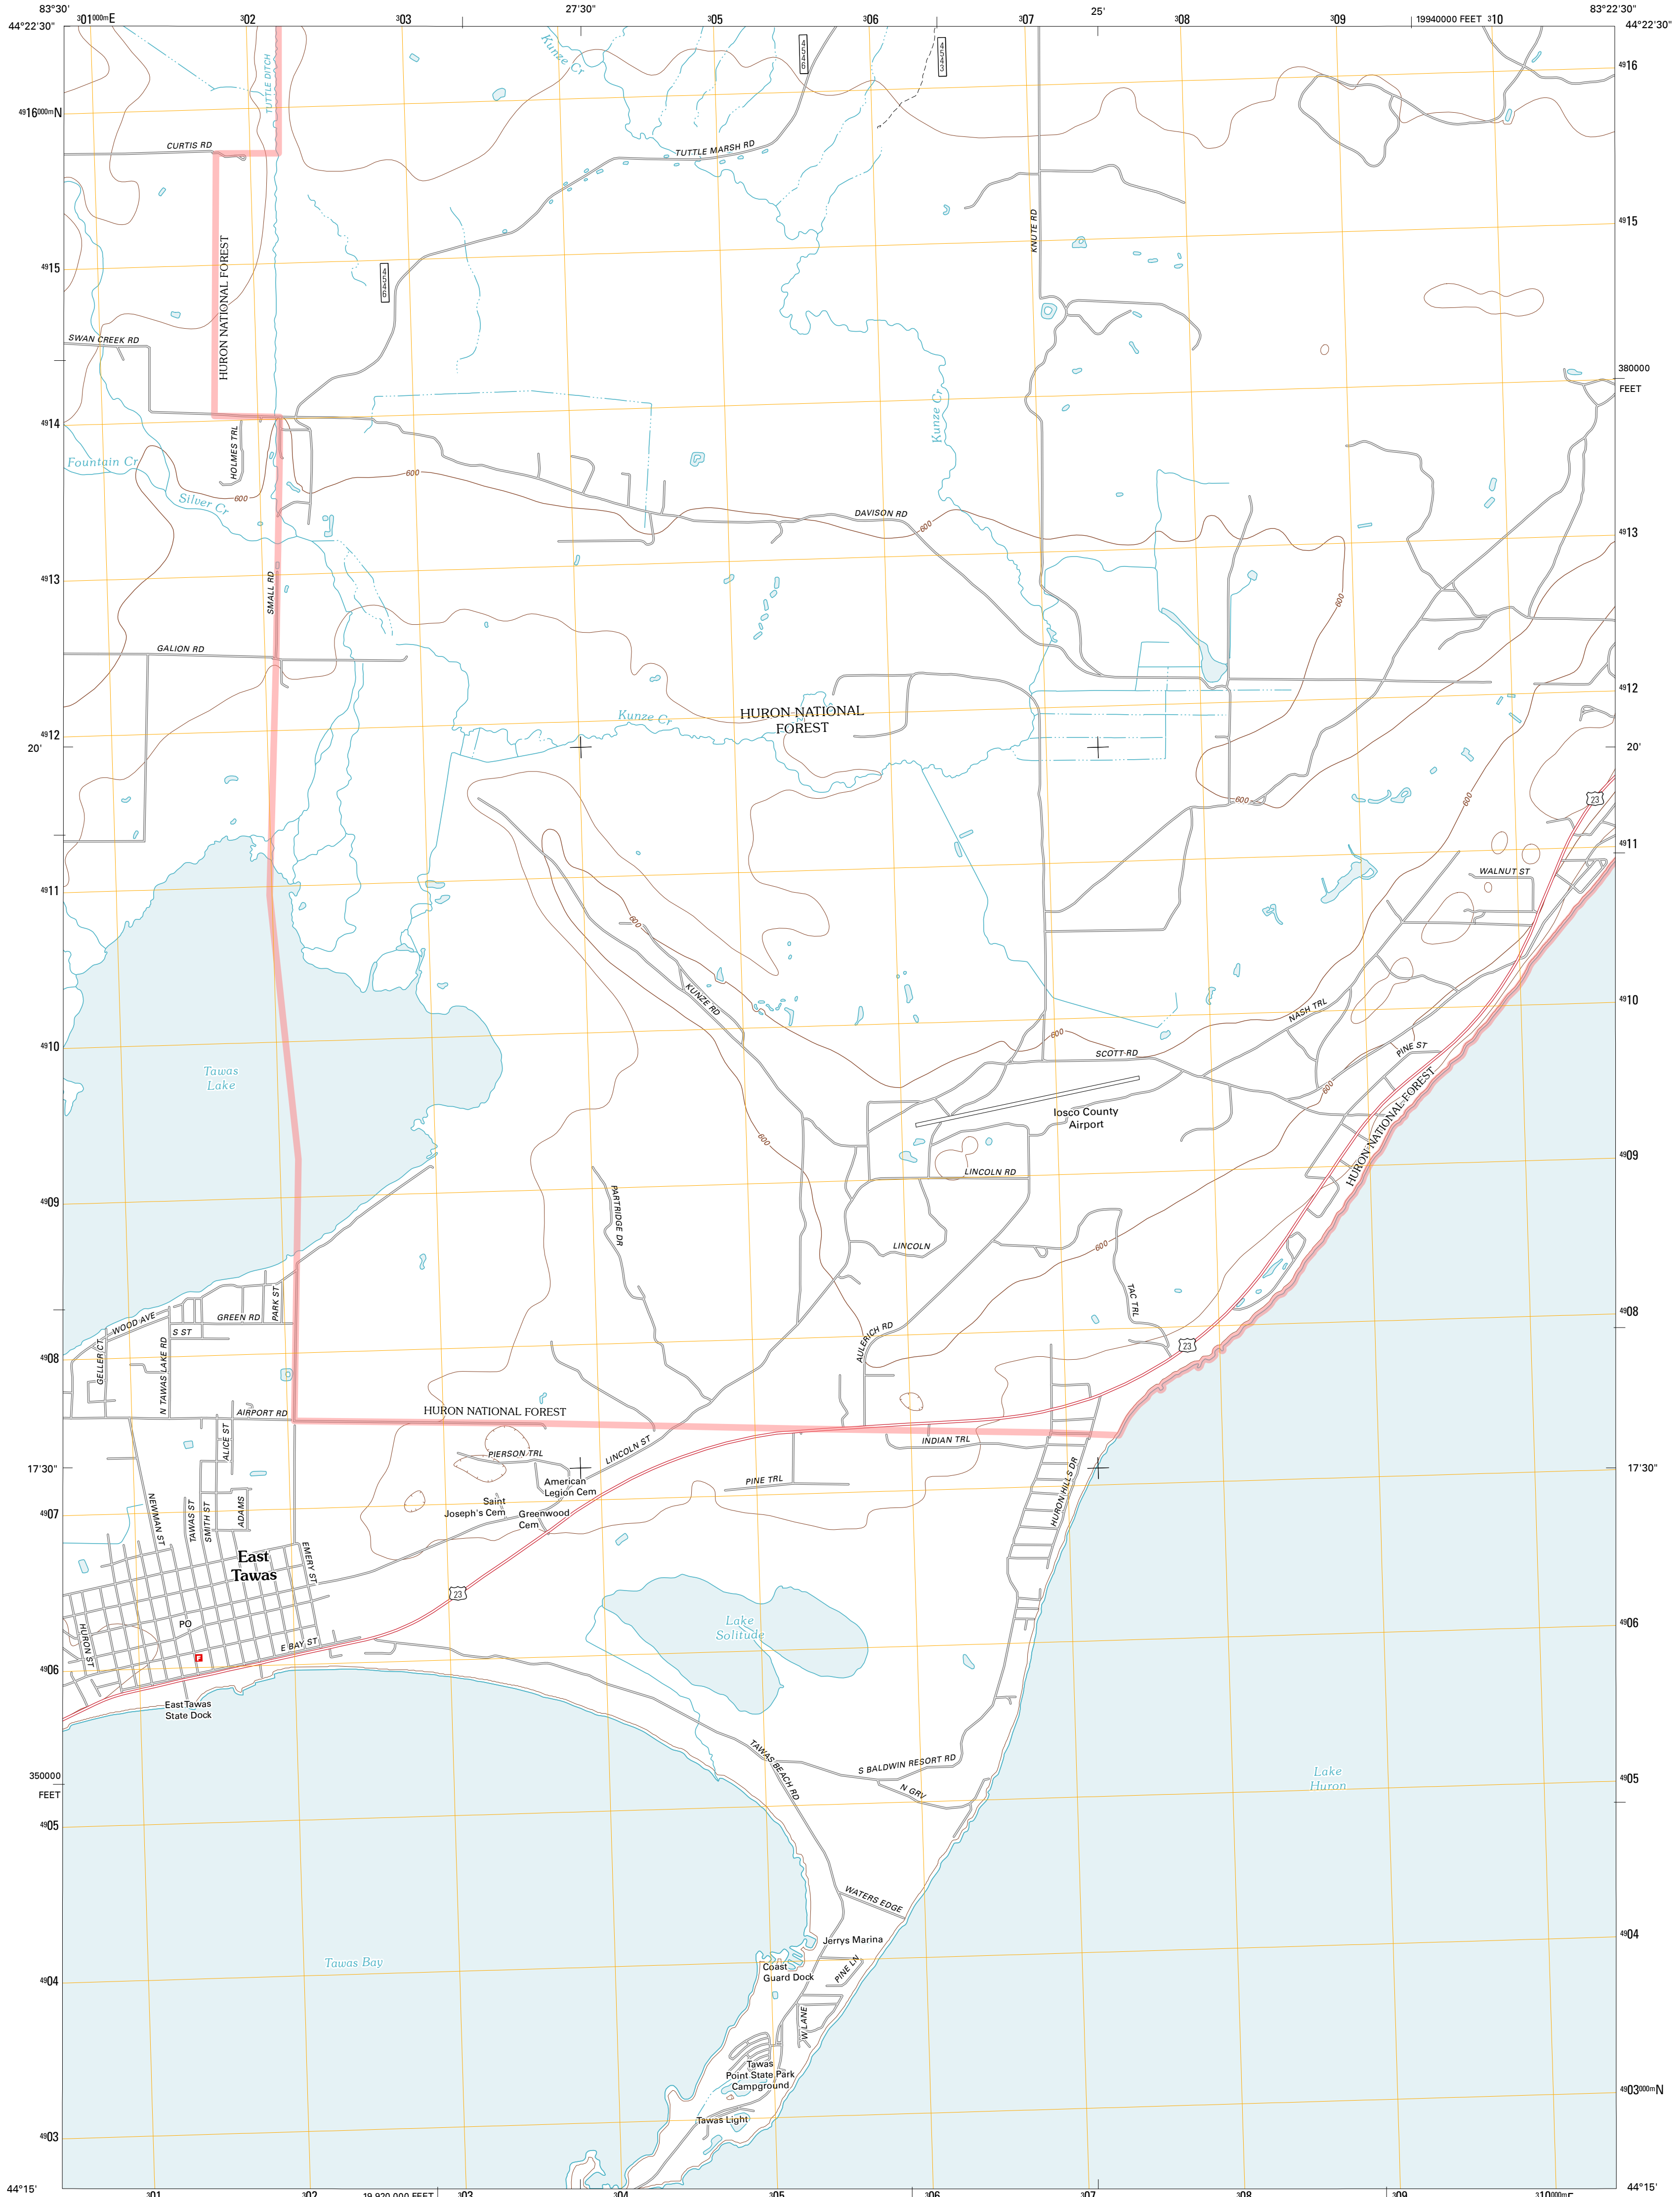 83°30'
³01⁰⁰⁰ᵐE
³02
³03
27'30"
³05
³06
³07
25'
³08
³09
19940000 FEET
³10
83°22'30"
44°22'30"
44°22'30"
Kunze Cr
4546
4543
TUTTLE DITCH
⁴⁹16
⁴⁹16⁰⁰⁰ᵐN
CURTIS RD
TUTTLE MARSH RD
KNUTE RD
⁴⁹15
⁴⁹15
HURON NATIONAL FOREST
4546
SWAN CREEK RD
380000
FEET
Kunze Cr
⁴⁹14
HOLMES TRL
Fountain Cr
600
600
Silver Cr
DAVISON RD
600
⁴⁹13
⁴⁹13
SMALL RD
600
GALION RD
⁴⁹12
HURON NATIONAL
FOREST
Kunze Cr
⁴⁹12
20'
20'
600
600
23
⁴⁹11
⁴⁹11
WALNUT ST
600
KUNZE RD
⁴⁹10
NASH TRL
600
PINE ST
⁴⁹10
SCOTT RD
Tawas
Lake
600
HURON NATIONAL FOREST
Iosco County
Airport
600
⁴⁹09
LINCOLN RD
⁴⁹09
PARTRIDGE DR
LINCOLN
600
TAC TRL
⁴⁹08
PARK ST
GREEN RD
WOOD AVE
S ST
AULERICH RD
23
GELLER CT
N TAWAS LAKE RD
⁴⁹08
AIRPORT RD
HURON NATIONAL FOREST
ALICE ST
INDIAN TRL
LINCOLN ST
PIERSON TRL
17'30"
17'30"
PINE TRL
American
Legion Cem
HURON HILLS DR
Saint
Joseph's Cem
Greenwood
Cem
⁴⁹07
⁴⁹07
NEWMAN ST
TAWAS ST
SMITH ST
ADAMS
EMERY ST
East
Tawas
23
PO
F
HURON ST
E BAY ST
Lake
Solitude
⁴⁹06
⁴⁹06
East Tawas
State Dock
TAWAS BEACH RD
S BALDWIN RESORT RD
N GRV
Lake
Huron
⁴⁹05
350000
FEET
⁴⁹05
WATERS EDGE
Jerrys Marina
⁴⁹04
Tawas Bay
Coast
Guard Dock
PINE LN
⁴⁹04
W LANE
Tawas
Point State Park
Campground
⁴⁹03⁰⁰⁰ᵐN
Tawas Light
⁴⁹03
44°15'
44°15'
³01
³02
19 920 000 FEET
³03
³04
³05
³06
³07
³08
³09
³10⁰⁰⁰ᵐE